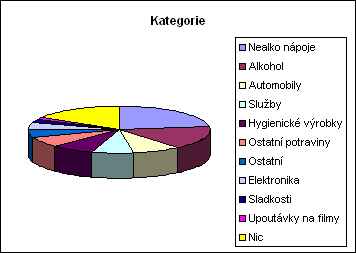 Kategorie
Nealko nápoje
Alkohol
Automobily
Služby
Hygienické výrobky
Ostatní potraviny
Ostatní
Elektronika
Sladkosti
Upoutávky na filmy
Nic